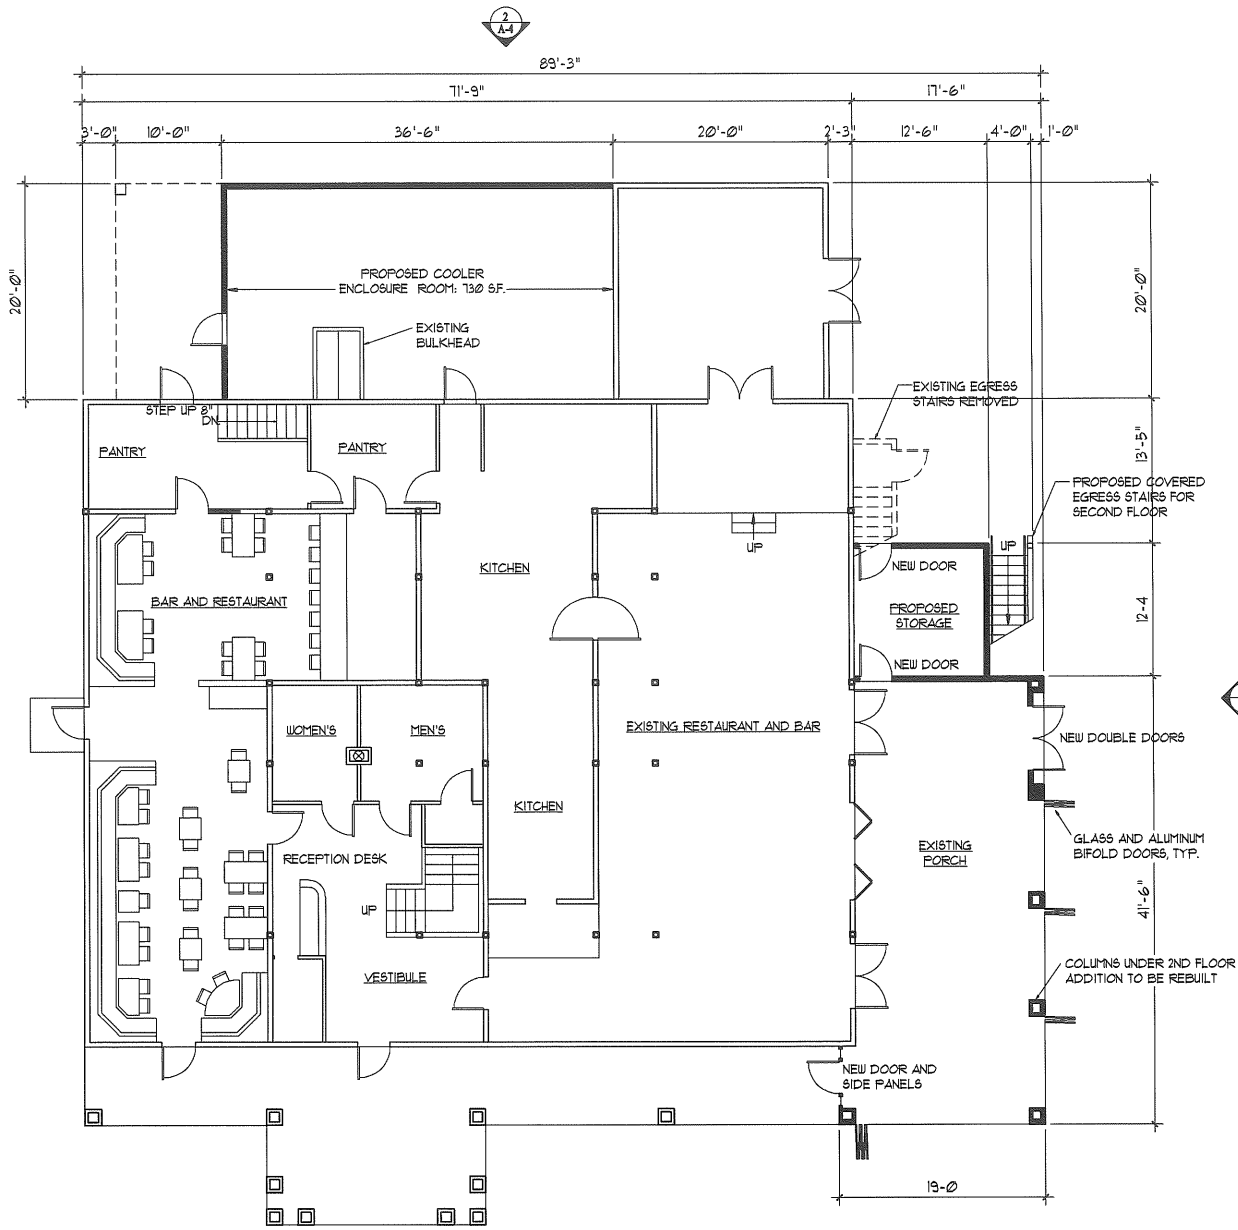 2
A-4
89'-3"
71'-9"
17'-6"
3'-0"
10'-0"
36'-6"
20'-0"
2'-3"
12'-6"
4'-0"
1'-0"
20'-0"
PROPOSED COOLER
ENCLOSURE ROOM: 730 S.F.
20'-0"
EXISTING
BULKHEAD
EXISTING EGRESS
STAIRS REMOVED
STEP UP 8"
DN.
PANTRY
PANTRY
13'-5"
PROPOSED COVERED
EGRESS STAIRS FOR
SECOND FLOOR
UP
UP
KITCHEN
NEW DOOR
BAR AND RESTAURANT
PROPOSED
STORAGE
12-4
NEW DOOR
WOMEN'S
MEN'S
EXISTING RESTAURANT AND BAR
NEW DOUBLE DOORS
KITCHEN
GLASS AND ALUMINUM
BIFOLD DOORS, TYP.
EXISTING
PORCH
RECEPTION DESK
UP
41'-6"
VESTIBULE
COLUMNS UNDER 2ND FLOOR
ADDITION TO BE REBUILT
NEW DOOR AND
SIDE PANELS
19-0